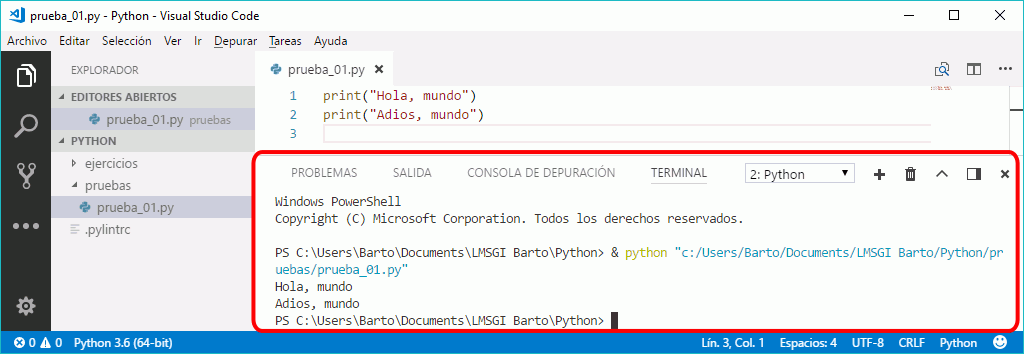 prueba_01.py - Python - Visual Studio Code
Archivo Editar Selección Ver Ir Depurar Tareas Ayuda
EXPLORADOR
EDITORES ABIERTOS
prueba_01.py pruebas
PYTHON
ejercicios
pruebas
prueba_01.py
.pylintrc
prueba_01.py
1 print("Hola, mundo")
2 print("Adios, mundo")
3
PROBLEMAS SALIDA CONSOLA DE DEPURACIÓN TERMINAL 2: Python
Windows PowerShell
Copyright (C) Microsoft Corporation. Todos los derechos reservados.
PS C:\Users\Barto\Documents\LMSGI Barto\Python> & python "c:/Users/Barto/Documents/LMSGI Barto/Python/pr
uebas/prueba_01.py"
Hola, mundo
Adios, mundo
PS C:\Users\Barto\Documents\LMSGI Barto\Python>
0 0 Python 3.6 (64-bit) Lín. 3, Col. 1 Espacios: 4 UTF-8 CRLF Python